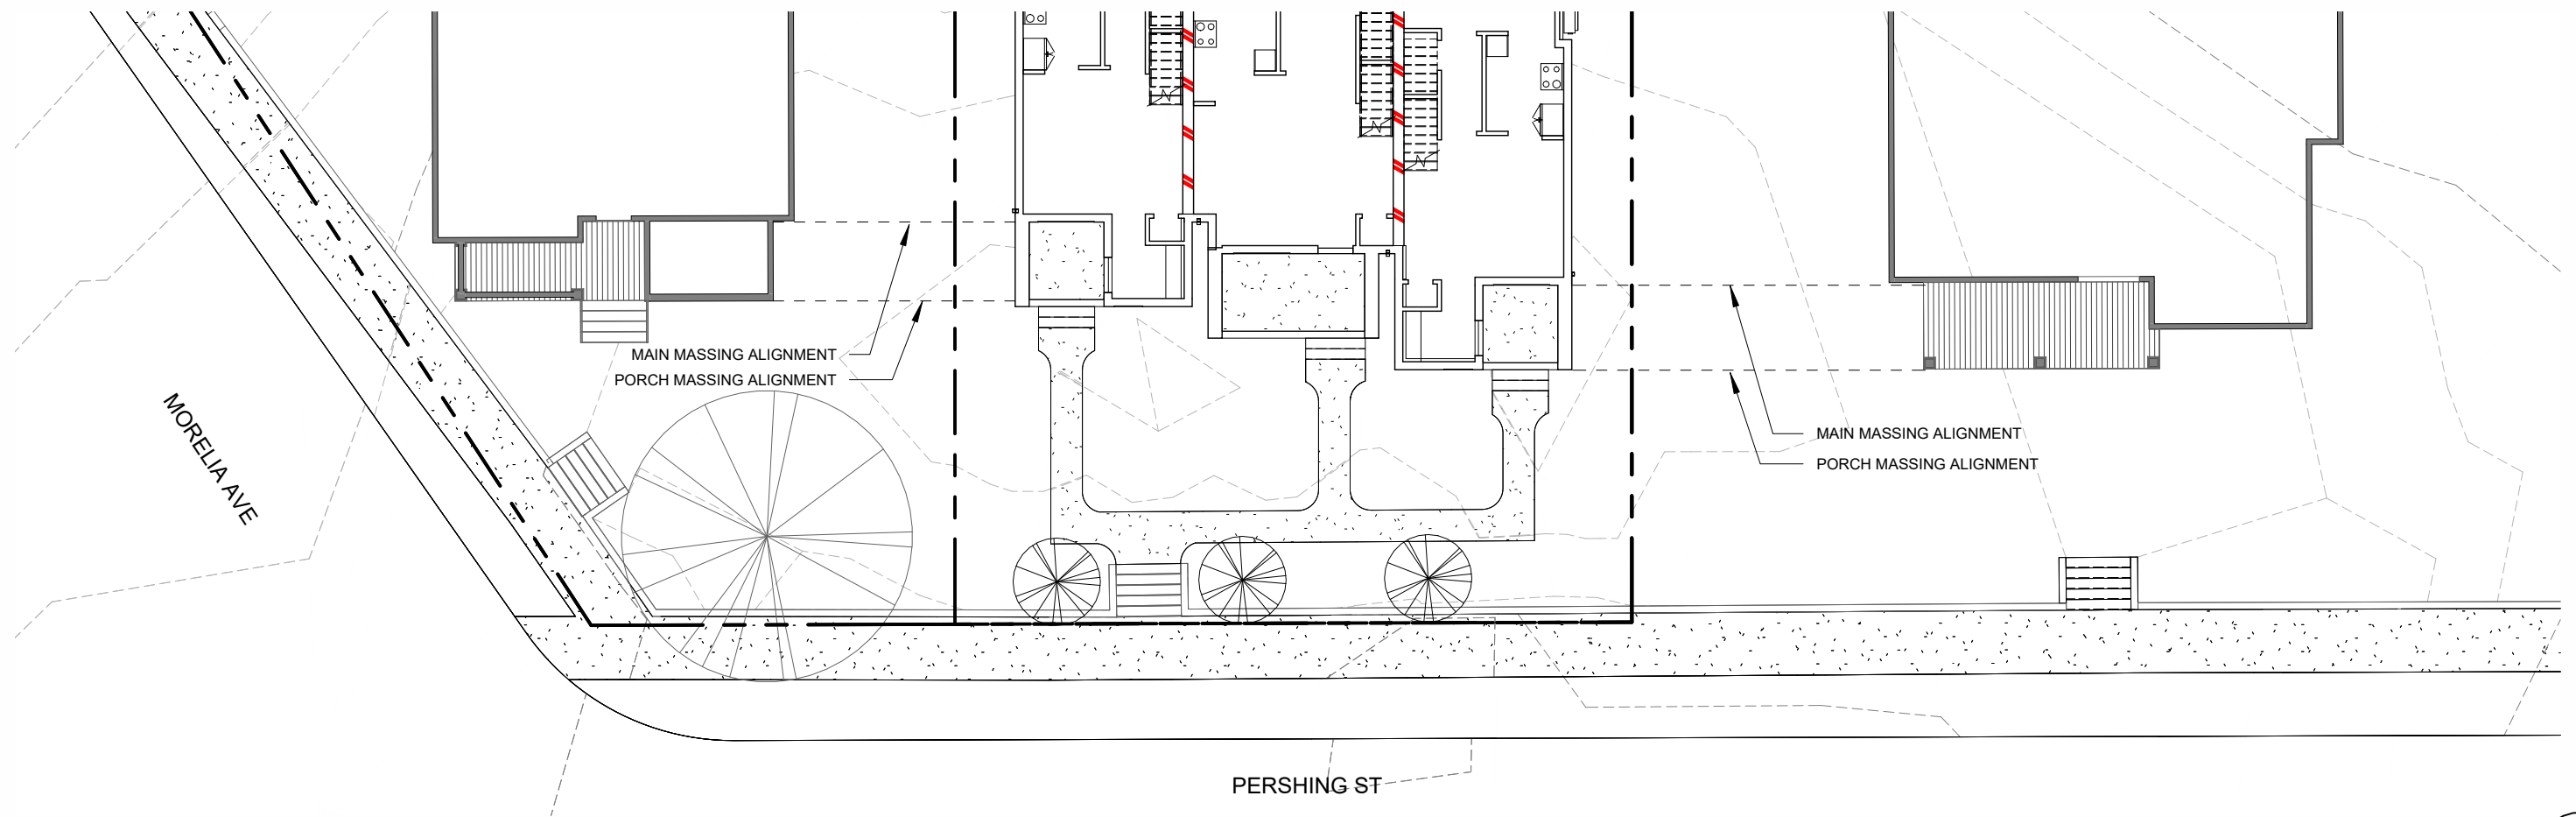 MAIN MASSING ALIGNMENT
PORCH MASSING ALIGNMENT
MORELIA AVE
MAIN MASSING ALIGNMENT
PORCH MASSING ALIGNMENT
PERSHING ST